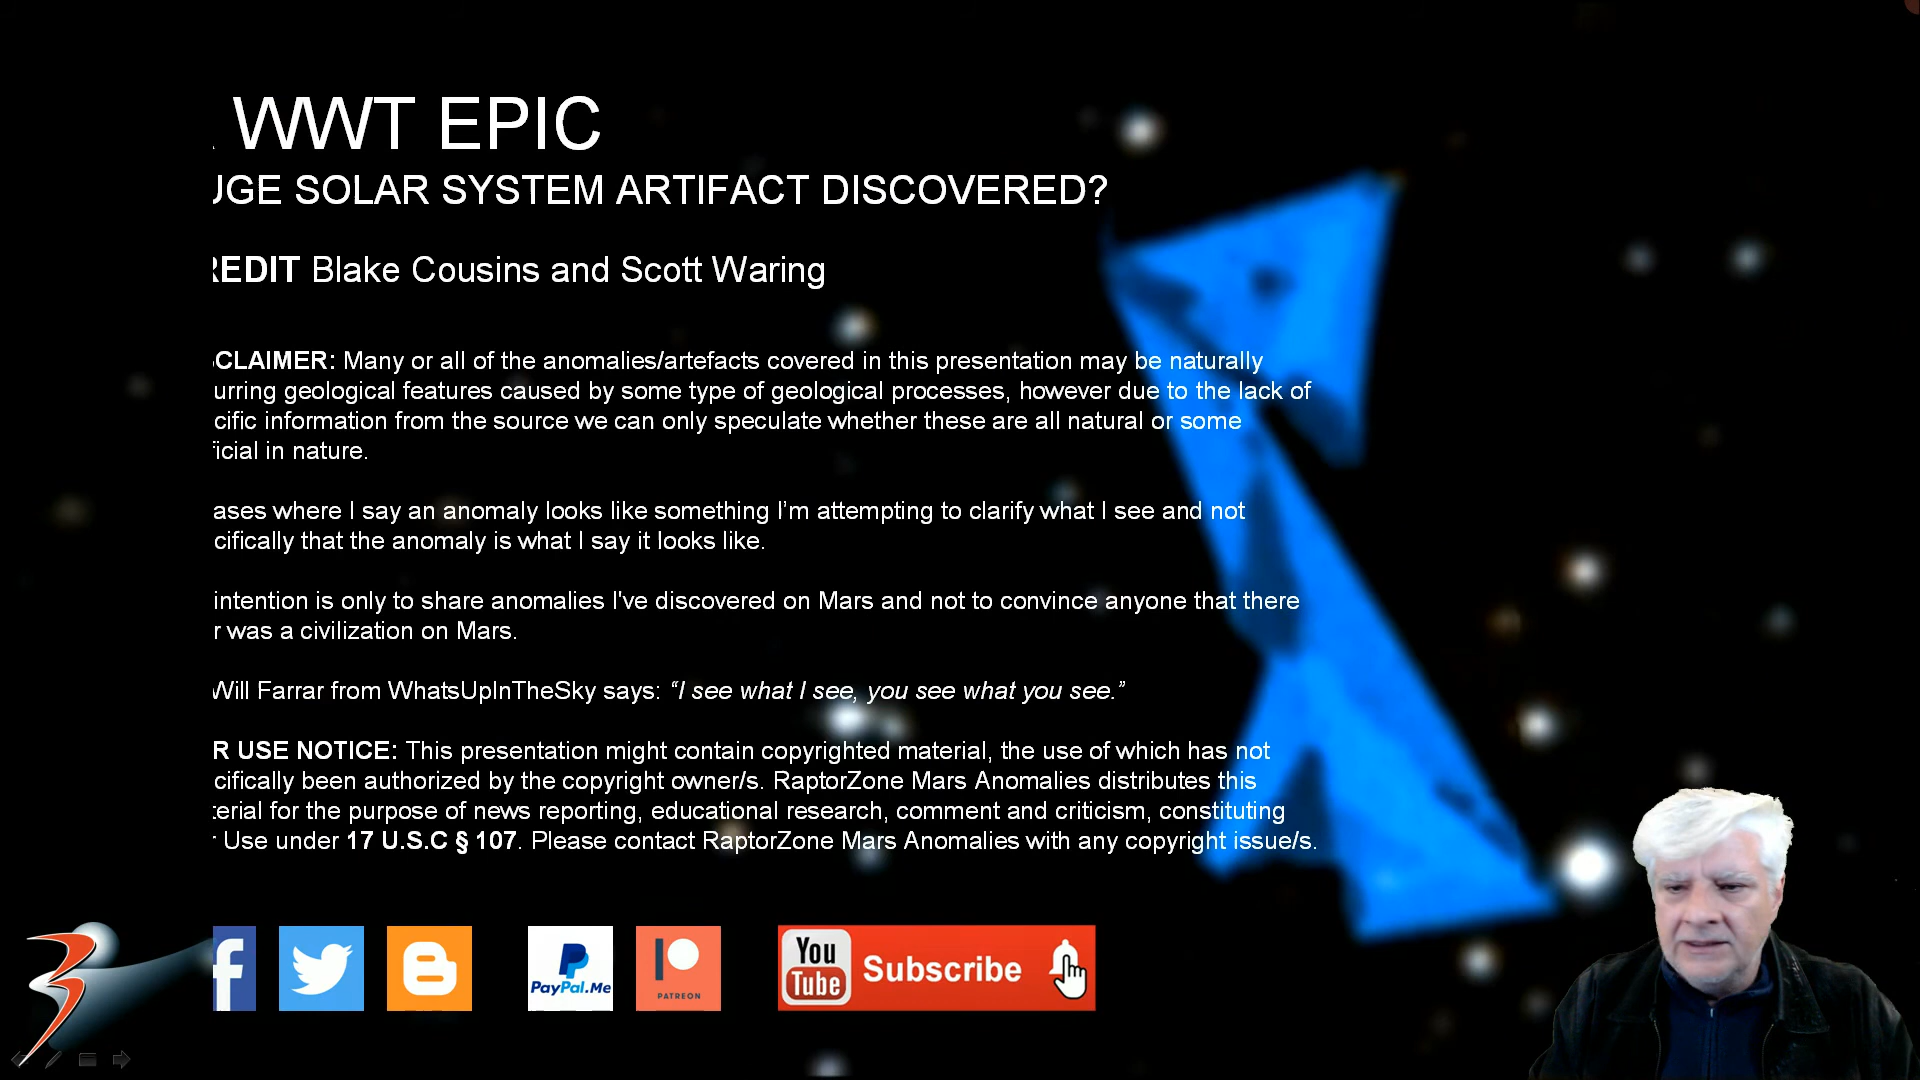 WWT EPIC
UGE SOLAR SYSTEM ARTIFACT DISCOVERED?
REDIT Blake Cousins and Scott Waring
CLAIMER: Many or all of the anomalies/artefacts covered in this presentation may be naturally
urring geological features caused by some type of geological processes, however due to the lack of
cific information from the source we can only speculate whether these are all natural or some
ficial in nature.
ases where I say an anomaly looks like something I'm attempting to clarify what I see and not
cifically that the anomaly is what I say it looks like.
intention is only to share anomalies I've discovered on Mars and not to convince anyone that there
r was a civilization on Mars.
Will Farrar from WhatsUpInTheSky says: “I see what I see, you see what you see.”
R USE NOTICE: This presentation might contain copyrighted material, the use of which has not
cifically been authorized by the copyright owner/s. RaptorZone Mars Anomalies distributes this
terial for the purpose of news reporting, educational research, comment and criticism, constituting
r Use under 17 U.S.C § 107. Please contact RaptorZone Mars Anomalies with any copyright issue/s.
PayPal.Me
PATREON
You
Tube
Subscribe